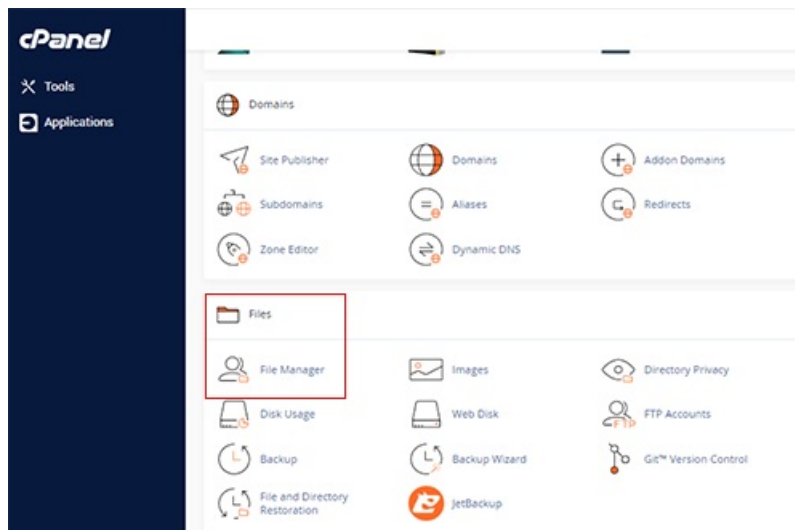 cPanel
Tools
Applications
Domains
Site Publisher
Domains
Addon Domains
Subdomains
Aliases
Redirects
Zone Editor
Dynamic DNS
Files
File Manager
Images
Directory Privacy
Disk Usage
Web Disk
FTP Accounts
FTP
Backup
Backup Wizard
Git™ Version Control
File and Directory
Restoration
JetBackup